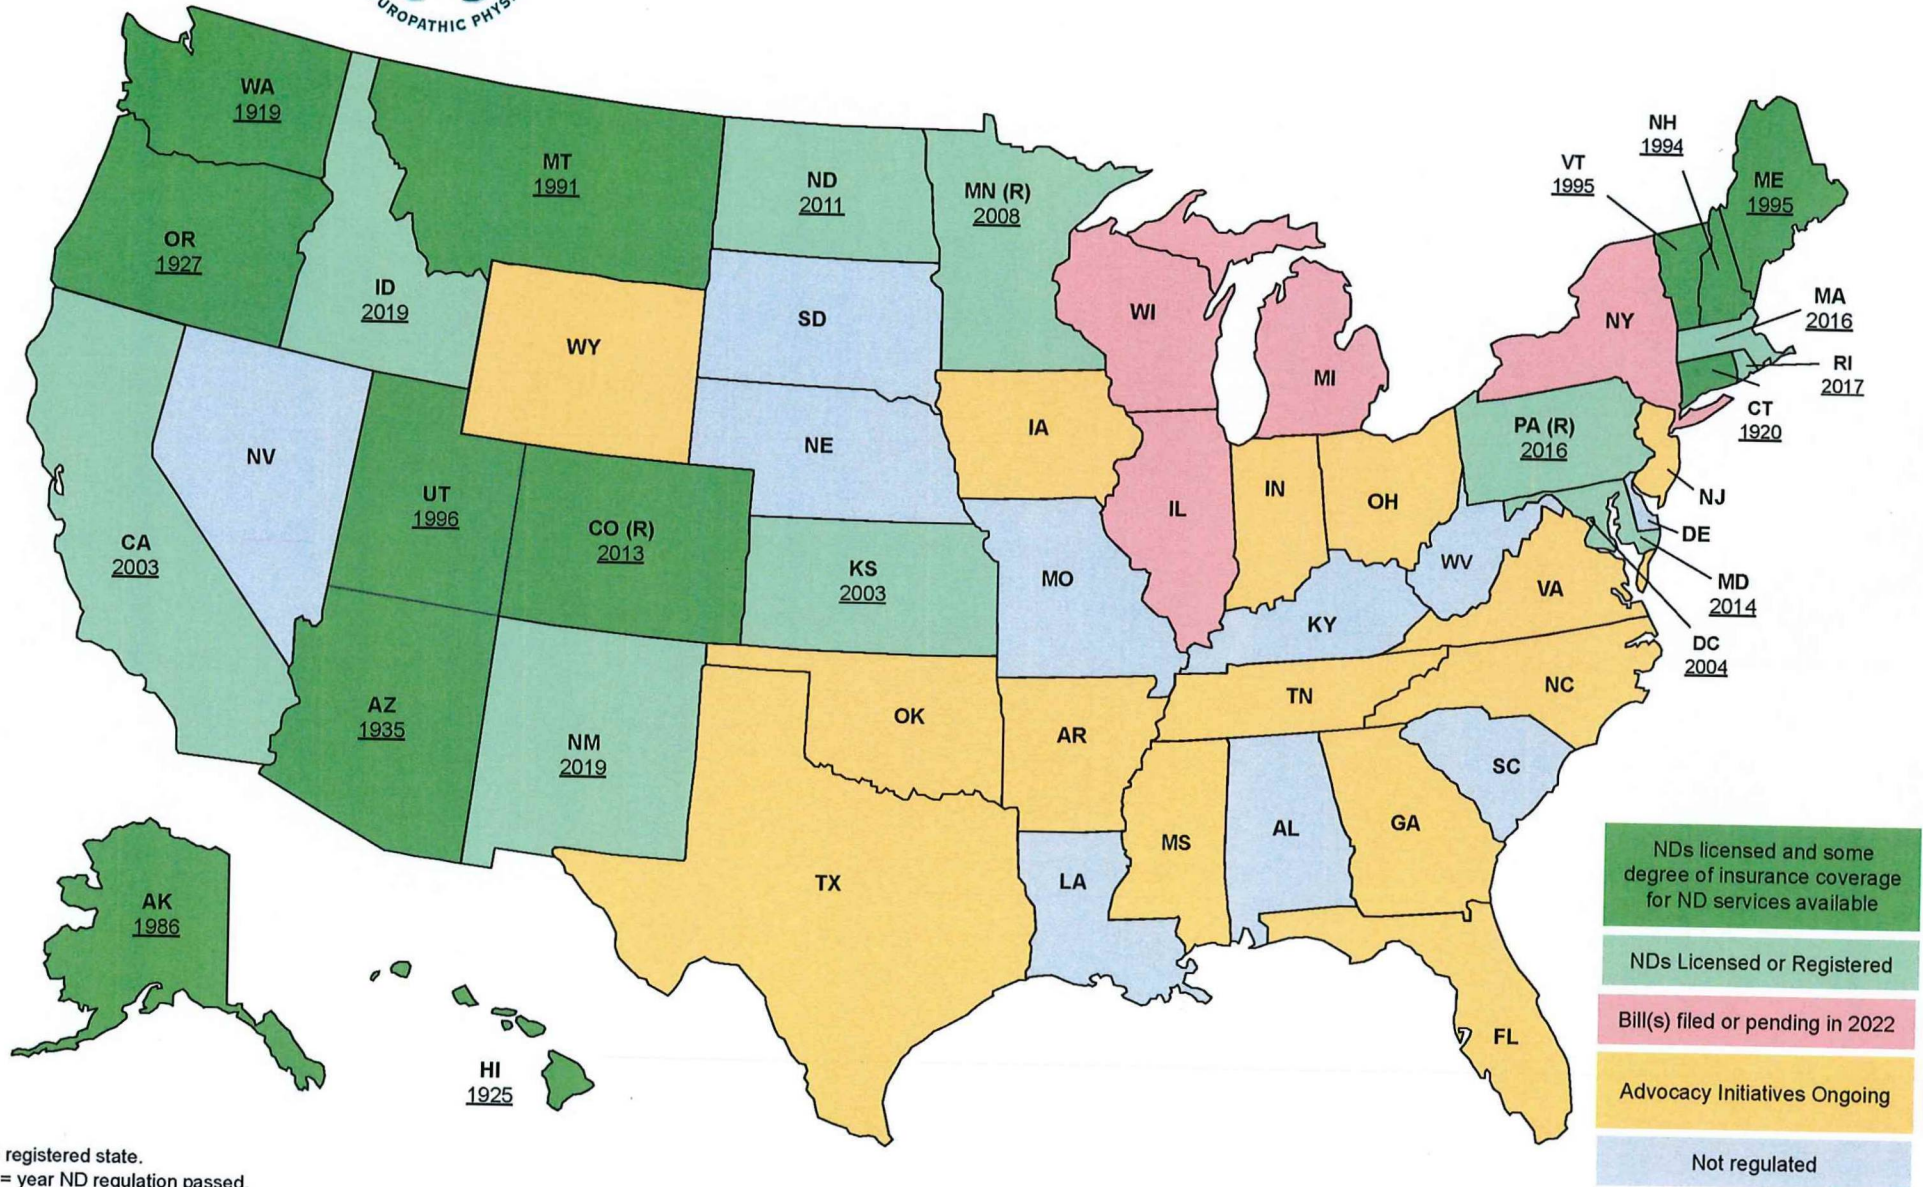 UROPATHIC PHYS
WA
1919
MT
1991
ND
2011
MN (R)
2008
NH
1994
VT
1995
ME
1995
OR
1927
ID
2019
WY
SD
WI
MI
NY
MA
2016
RI
2017
CT
1920
NV
UT
1996
CO (R)
2013
NE
IA
IL
IN
OH
PA (R)
2016
NJ
DE
MD
2014
DC
2004
CA
2003
KS
2003
MO
KY
WV
VA
AZ
1935
NM
2019
OK
AR
TN
NC
SC
TX
LA
MS
AL
GA
FL
AK
1986
HI
1925
NDs licensed and some
degree of insurance coverage
for ND services available
NDs Licensed or Registered
Bill(s) filed or pending in 2022
Advocacy Initiatives Ongoing
Not regulated
registered state.
= year ND regulation passed.